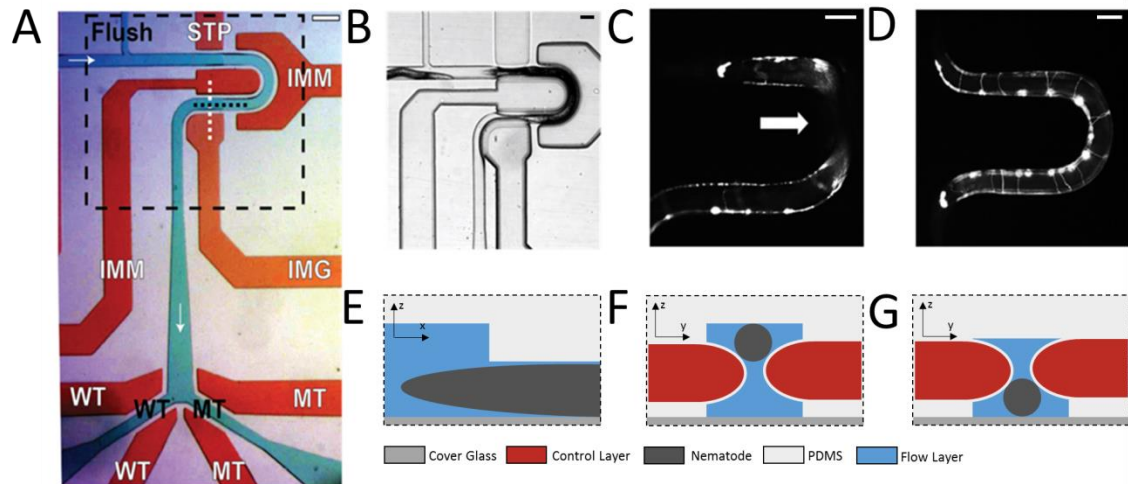 A
B
C
D
Flush
STP
IMM
IMM
IMG
WT
WT
MT
MT
WT
MT
E
F
G
z
x
z
y
z
y
Cover Glass
Control Layer
Nematode
PDMS
Flow Layer